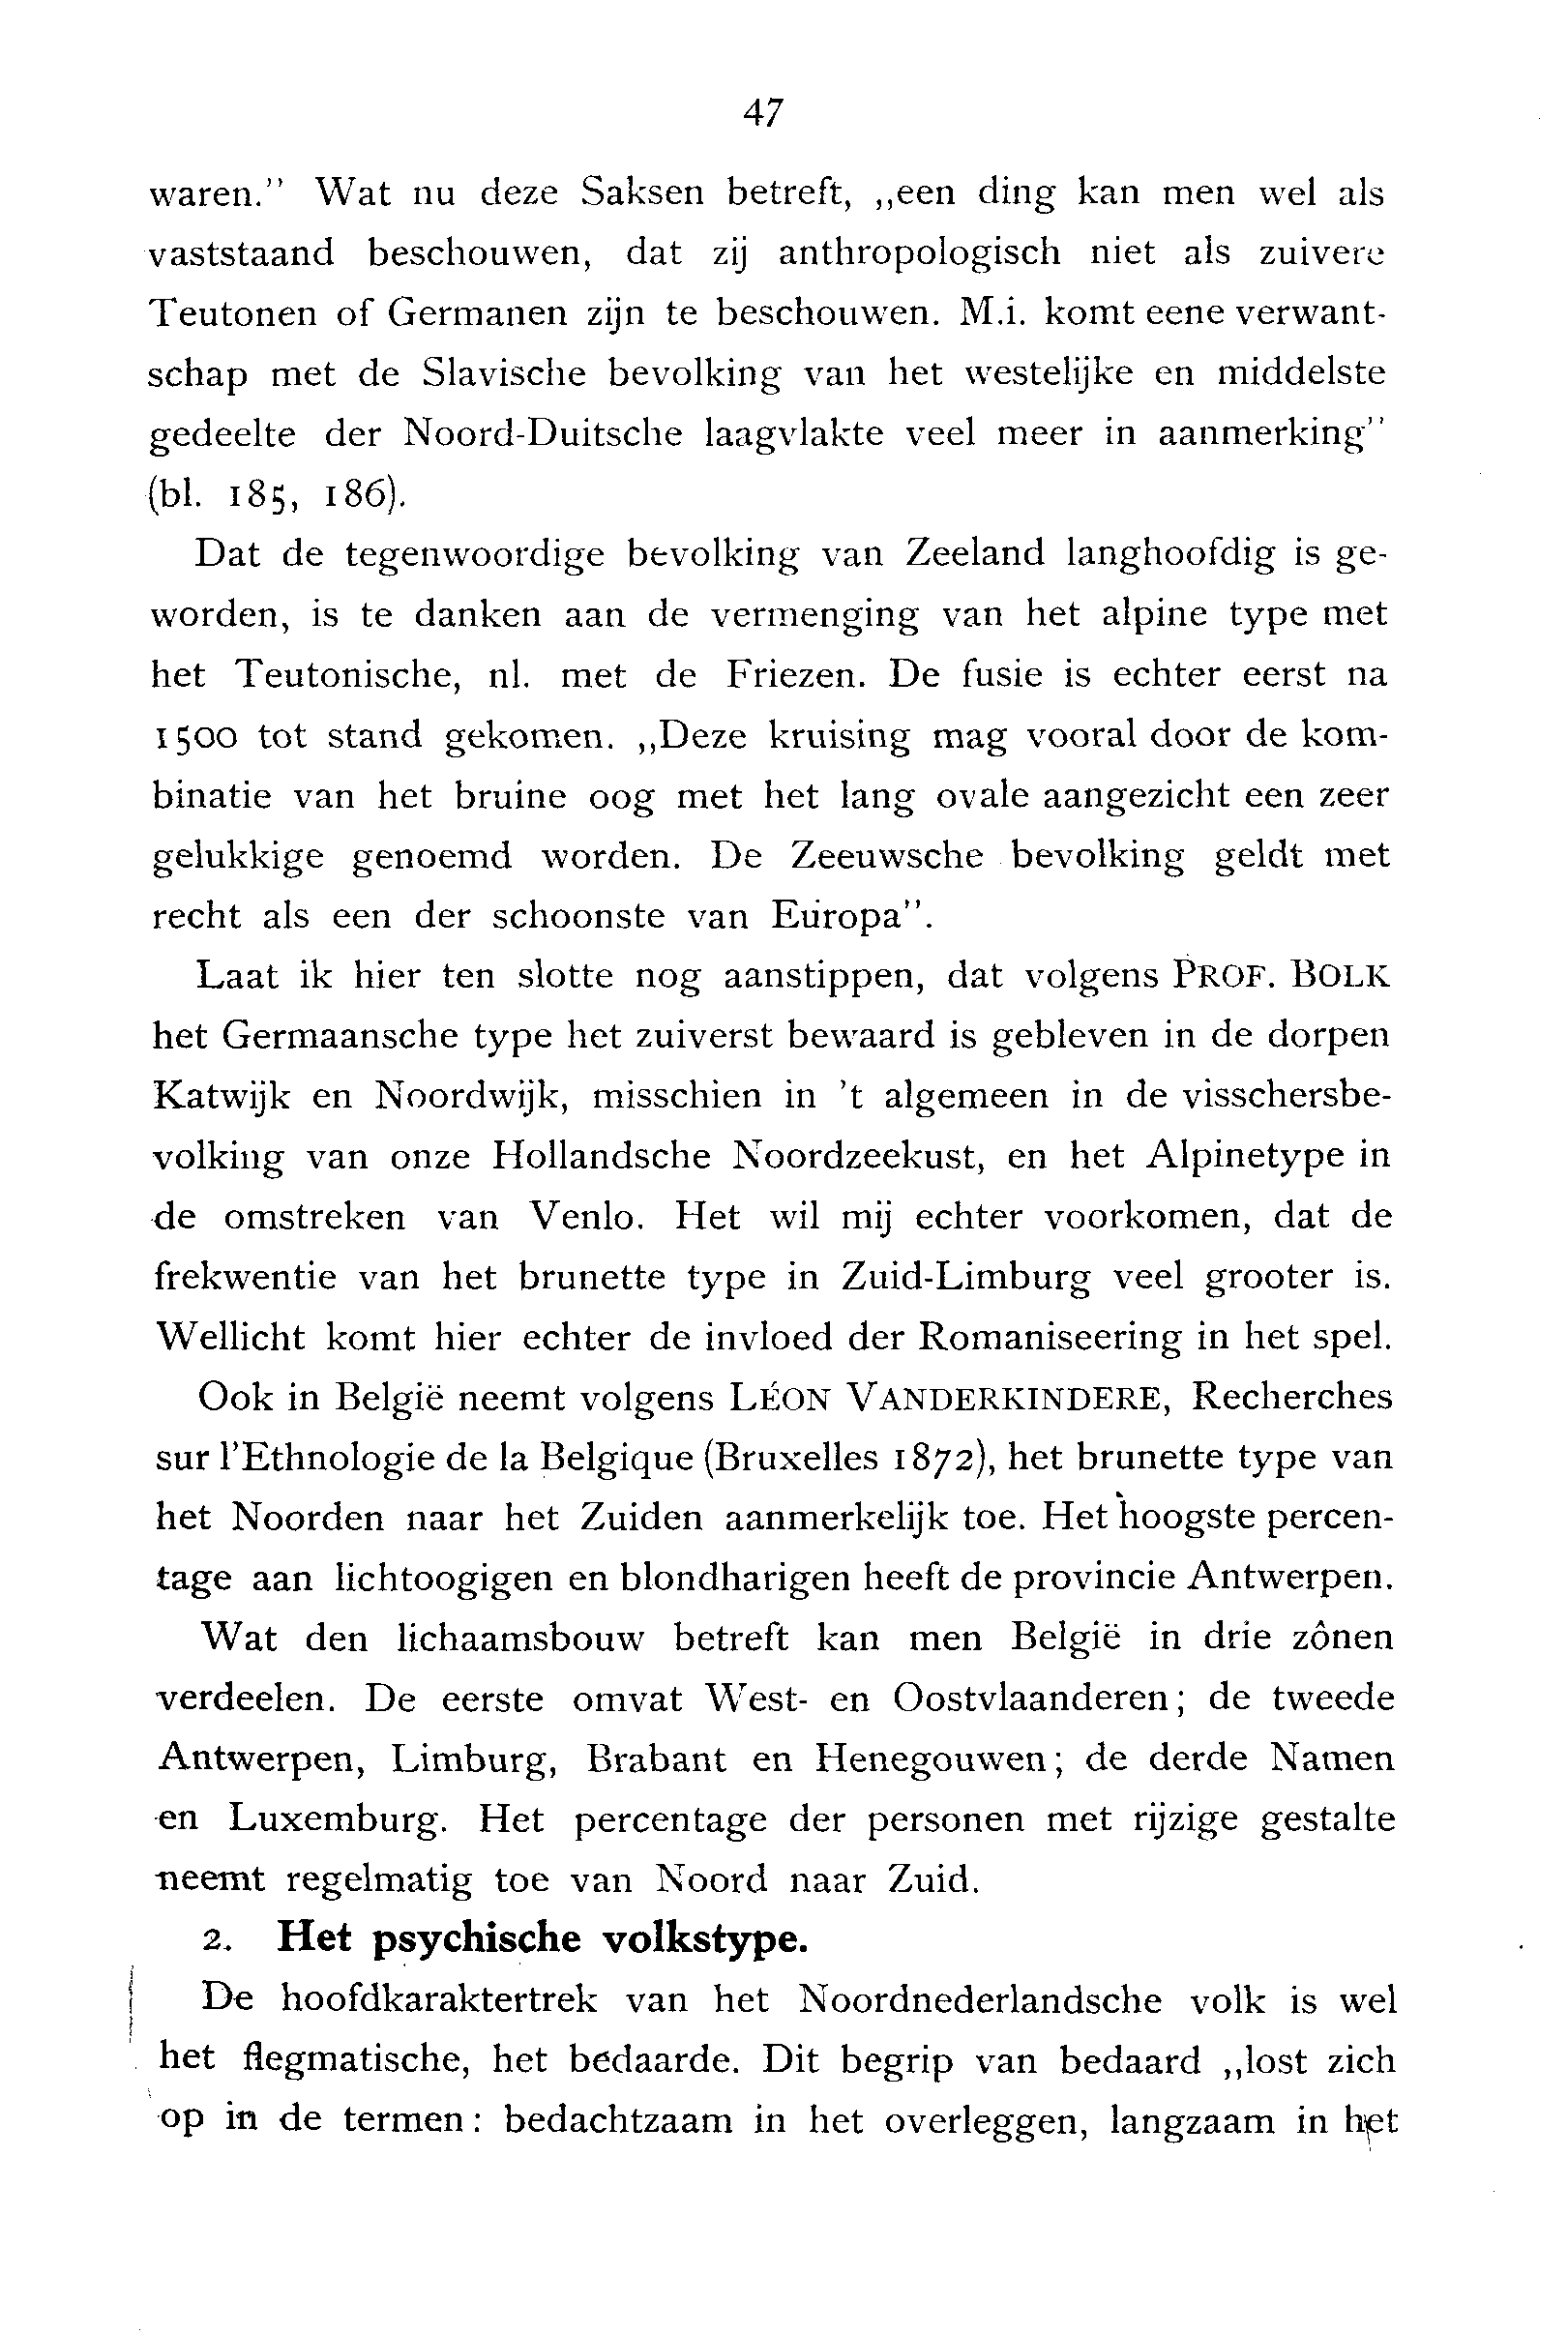 47
waren.” Wat nu deze Saksen betreft, „een ding kan men wel als
vaststaand beschouwen, dat zij anthropologisch niet als zuivere
Teutonen of Germanen zijn te beschouwen. M.i. komt eene verwant-
schap met de Slavische bevolking van het westelijke en middelste
gedeelte der Noord-Duitsche laagvlakte veel meer in aanmerking”
(bl. 185, 186).
Dat de tegenwoordige bevolking van Zeeland langhoofdig is ge-
worden, is te danken aan de vermenging van het alpine type met
het Teutonische, nl. met de Friezen. De fusie is echter eerst na
1500 tot stand gekomen. „Deze kruising mag vooral door de kom-
binatie van het bruine oog met het lang ovale aangezicht een zeer
gelukkige genoemd worden. De Zeeuwsche bevolking geldt met
recht als een der schoonste van Europa”.
Laat ik hier ten slotte nog aanstippen, dat volgens PROF. BOLK
het Germaansche type het zuiverst bewaard is gebleven in de dorpen
Katwijk en Noordwijk, misschien in ’t algemeen in de visschersbe-
volking van onze Hollandsche Noordzeekust, en het Alpinetype in
de omstreken van Venlo. Het wil mij echter voorkomen, dat de
frekwentie van het brunette type in Zuid-Limburg veel grooter is.
Wellicht komt hier echter de invloed der Romaniseering in het spel.
Ook in België neemt volgens LÉON VANDERKINDERE, Recherches
sur l’Ethnologie de la Belgique (Bruxelles 1872), het brunette type van
het Noorden naar het Zuiden aanmerkelijk toe. Het hoogste percen-
tage aan lichtoogigen en blondharigen heeft de provincie Antwerpen.
Wat den lichaamsbouw betreft kan men België in drie zônen
verdeelen. De eerste omvat West- en Oostvlaanderen; de tweede
Antwerpen, Limburg, Brabant en Henegouwen; de derde Namen
en Luxemburg. Het percentage der personen met rijzige gestalte
neemt regelmatig toe van Noord naar Zuid.
2. Het psychische volkstype.
De hoofdkaraktertrek van het Noordnederlandsche volk is wel
het flegmatische, het bedaarde. Dit begrip van bedaard „lost zich
op in de termen: bedachtzaam in het overleggen, langzaam in het